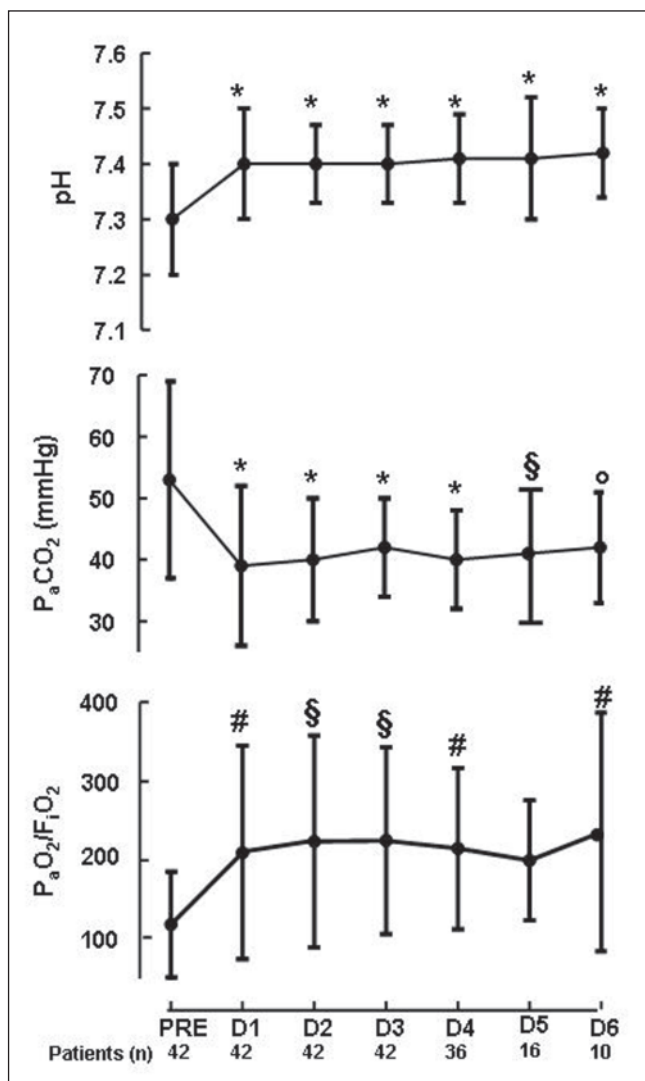 7.6
7.5
7.4
7.3
7.2
7.1
pH
* * * * * *
70
60
50
40
30
PaCO2 (mmHg)
* * * * § °
400
300
200
100
PaO2/FiO2
# § § # #
PRE D1 D2 D3 D4 D5 D6
Patients (n) 42 42 42 42 36 16 10